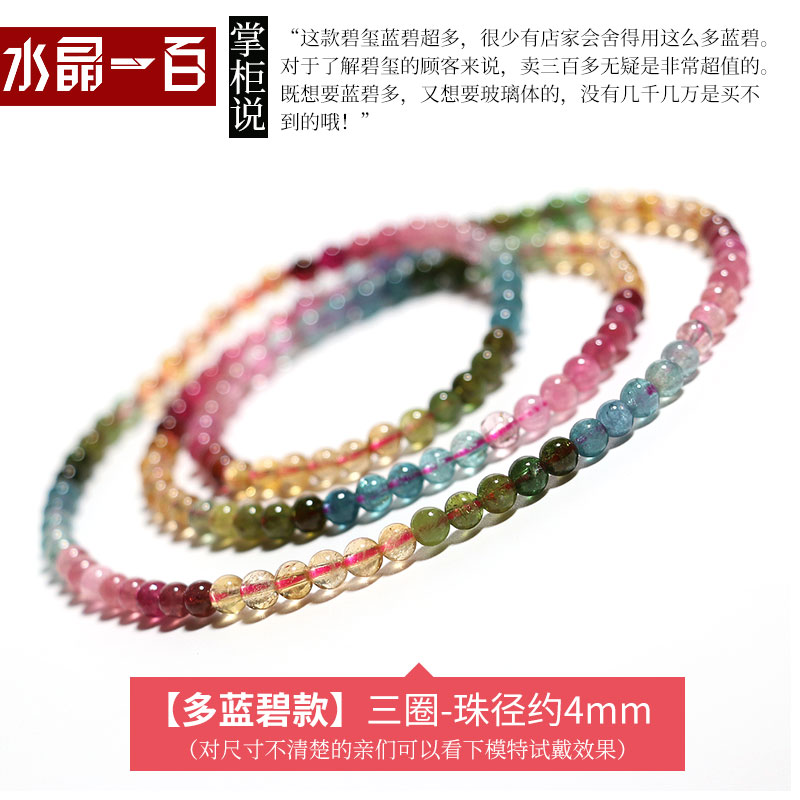 水晶一百
掌柜说
“这款碧玺蓝碧超多，很少有店家会舍得用这么多蓝碧。
对于了解碧玺的顾客来说，卖三百多无疑是非常超值的。
既想要蓝碧多，又想要玻璃体的，没有几千几万是买不
到的哦！”
【多蓝碧款】三圈-珠径约4mm
（对尺寸不清楚的亲们可以看下模特试戴效果）